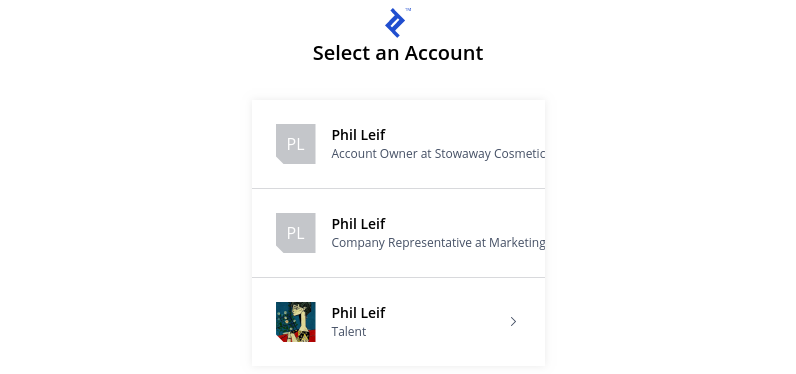 ™
Select an Account
PL
Phil Leif
Account Owner at Stowaway Cosmetic
PL
Phil Leif
Company Representative at Marketing
Phil Leif
Talent